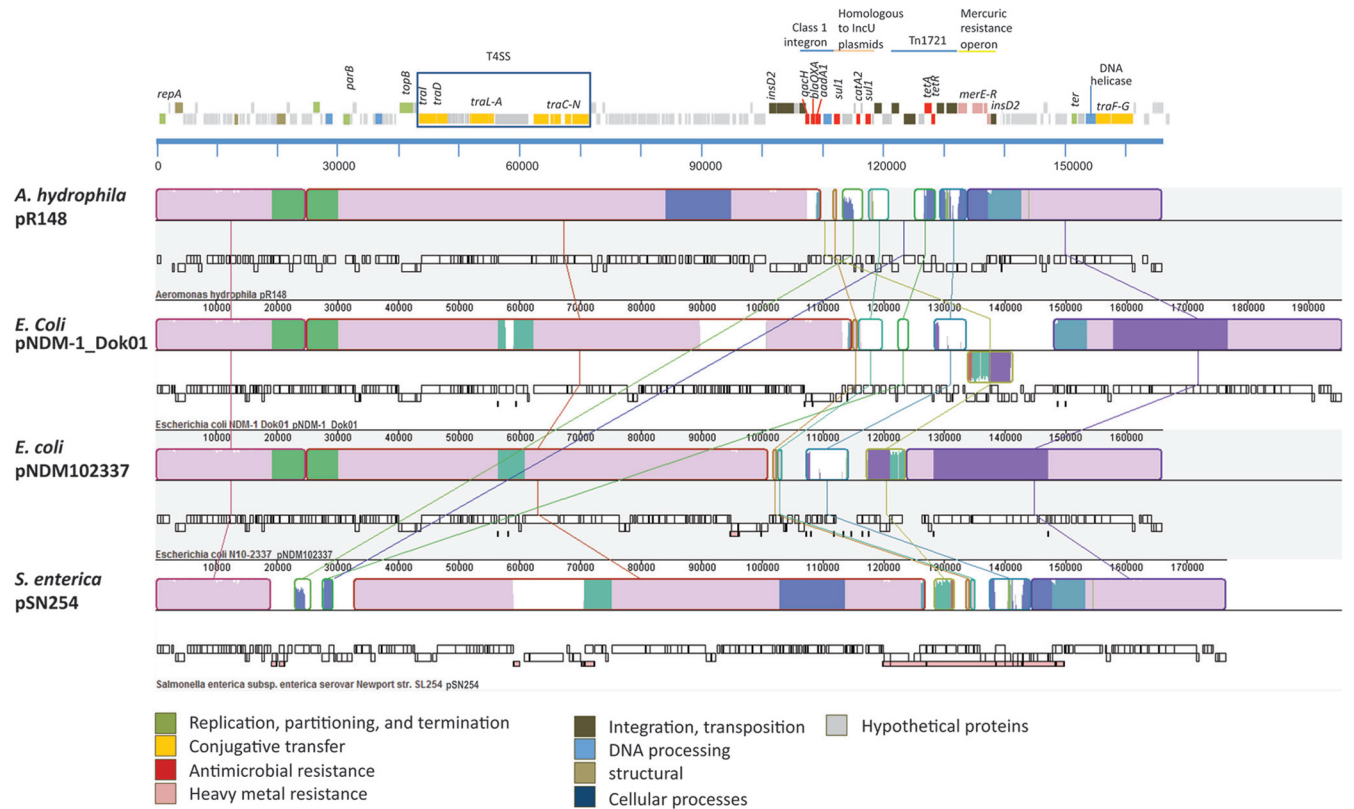 Class 1
integron
Homologous
to IncU
plasmids
Tn1721
Mercuric
resistance
operon
T4SS
DNA
helicase
repA
parB
topB
traI
traD
traL-A
traC-N
insD2
qacH
blaOXA
aadA1
sul1
catA2
sul1
tetA
tetR
merE-R
insD2
ter
traF-G
0 30000 60000 90000 120000 150000
A. hydrophila
pR148
Aeromonas hydrophila pR148
10000 20000 30000 40000 50000 60000 70000 80000 90000 100000 110000 120000 130000 140000 150000 160000 170000 180000 190000
E. Coli
pNDM-1_Dok01
Escherichia coli NDM-1 Dok01 pNDM-1_Dok01
10000 20000 30000 40000 50000 60000 70000 80000 90000 100000 110000 120000 130000 140000 150000 160000
E. coli
pNDM102337
Escherichia coli N10-2337 pNDM102337
10000 20000 30000 40000 50000 60000 70000 80000 90000 100000 110000 120000 130000 140000 150000 160000 170000
S. enterica
pSN254
Salmonella enterica subsp. enterica serovar Newport str. SL254 pSN254
Replication, partitioning, and termination
Conjugative transfer
Antimicrobial resistance
Heavy metal resistance
Integration, transposition
DNA processing
structural
Cellular processes
Hypothetical proteins